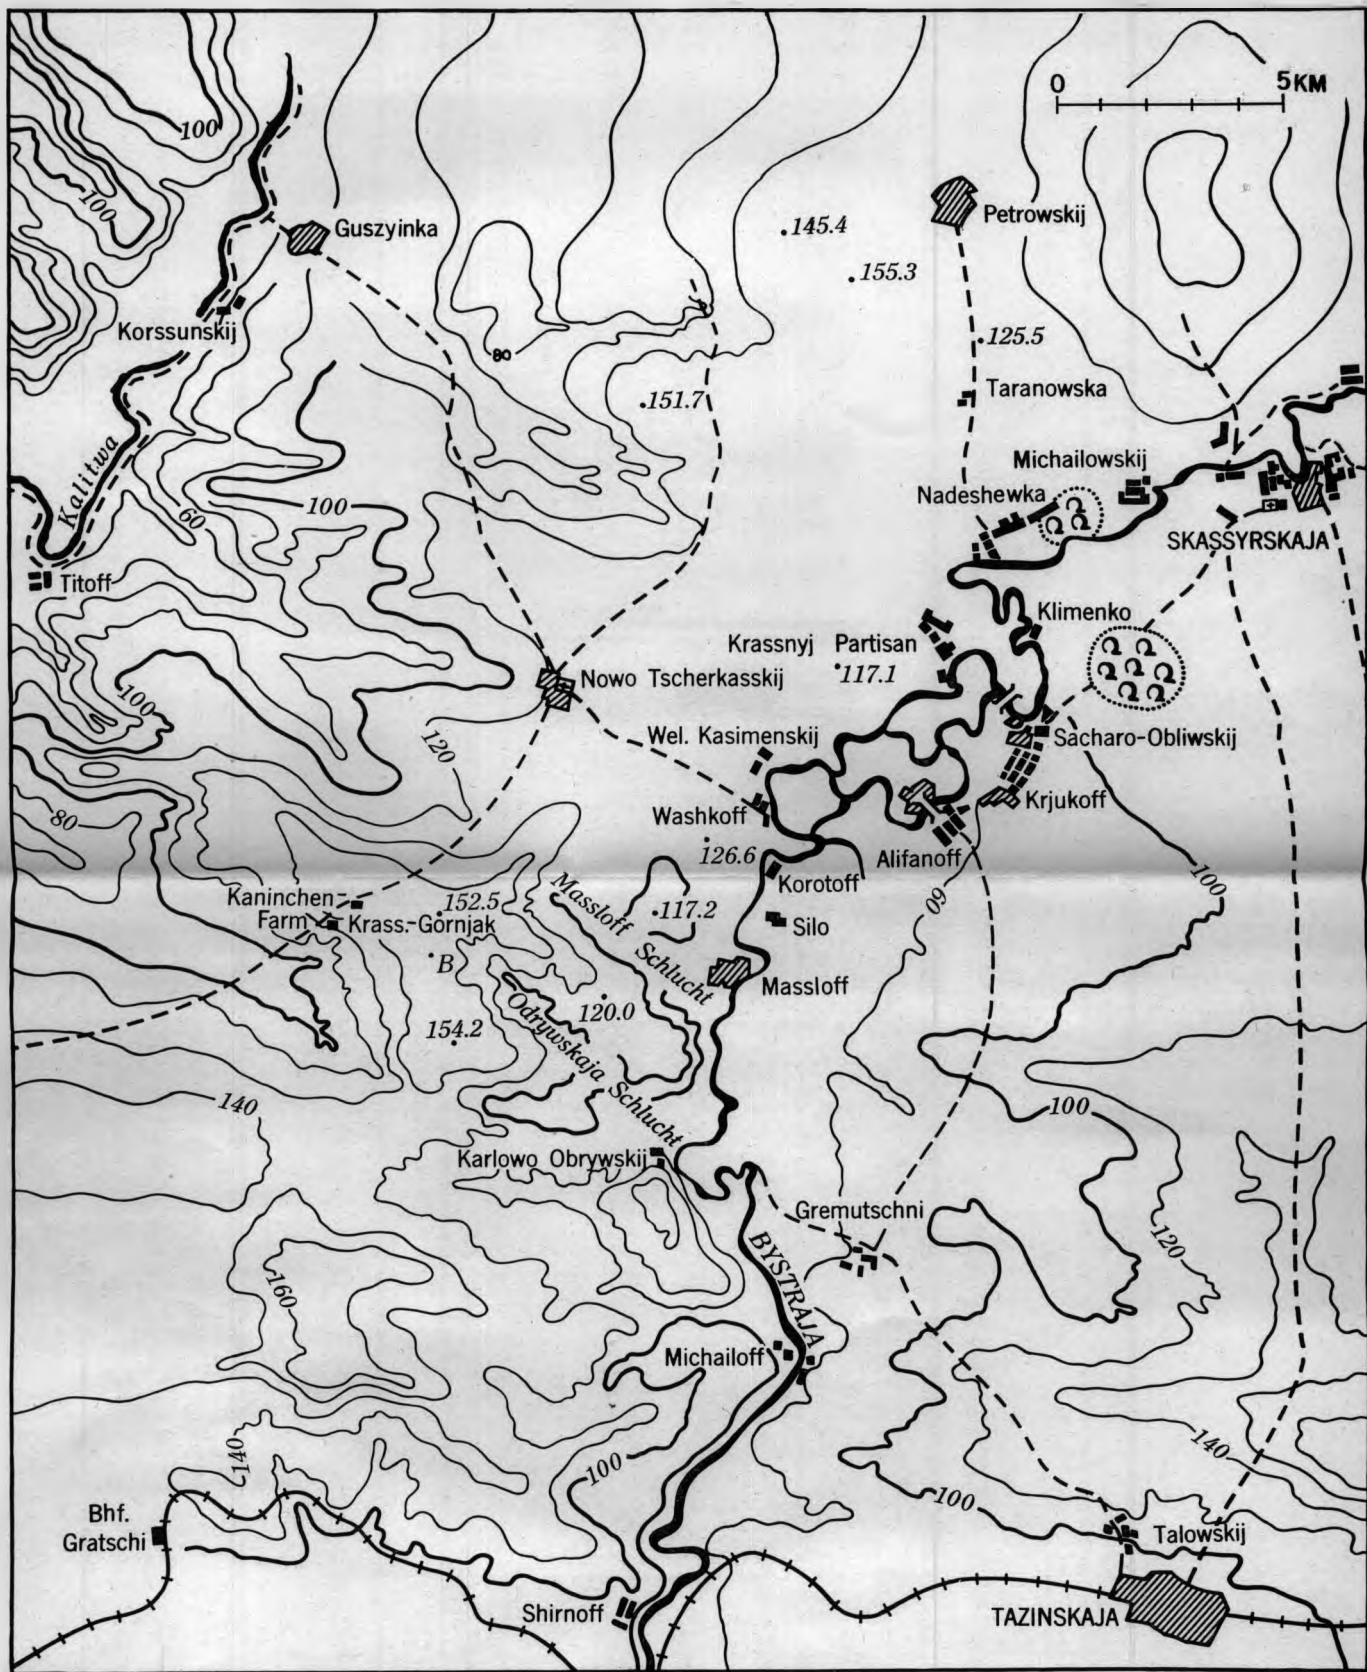 0 5 KM
100
100
Guszyinka
145.4
Petrowskij
155.3
Korssunskij
125.5
80
Taranowska
151.7
Kalitwa
Michailowskij
Nadeshewka
100
60
SKASSYRSKAJA
Titoff
Klimenko
Krassnyj Partisan
117.1
Nowo Tscherkasskij
100
120
Wel. Kasimenskij
Sacharo-Obliwskij
Krjukoff
80
Washkoff
126.6
Alifanoff
100
Korotoff
60
Kaninchen
Farm
Krass.-Gornjak
152.5
Massloff Schlucht
117.2
Silo
B
Massloff
Odrywskaja Schlucht
120.0
154.2
140
100
Karlowo Obrywskij
Gremutschni
120
BYSTRAJA
160
Michailoff
140
100
140
100
Bhf.
Gratschi
Talowskij
Shirnoff
TAZINSKAJA